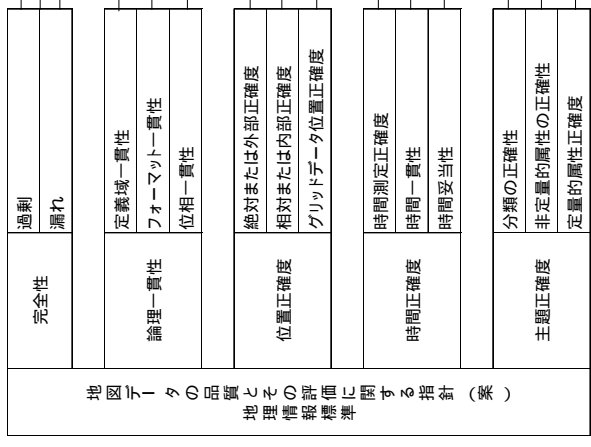 地図データの品質とその評価に関する指針（案）
地理情報標準
完全性
過剰
漏れ
論理一貫性
定義域一貫性
フォーマット一貫性
位相一貫性
位置正確度
絶対または外部正確度
相対または内部正確度
グリッドデータ位置正確度
時間正確度
時間測定正確度
時間一貫性
時間妥当性
主題正確度
分類の正確性
非定量的属性の正確性
定量的属性正確度